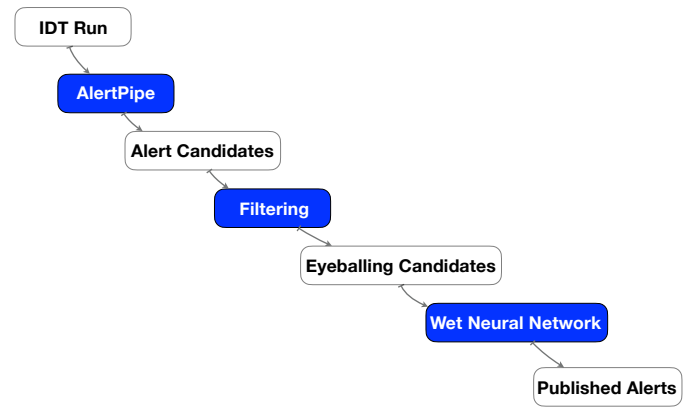 IDT Run
AlertPipe
Alert Candidates
Filtering
Eyeballing Candidates
Wet Neural Network
Published Alerts